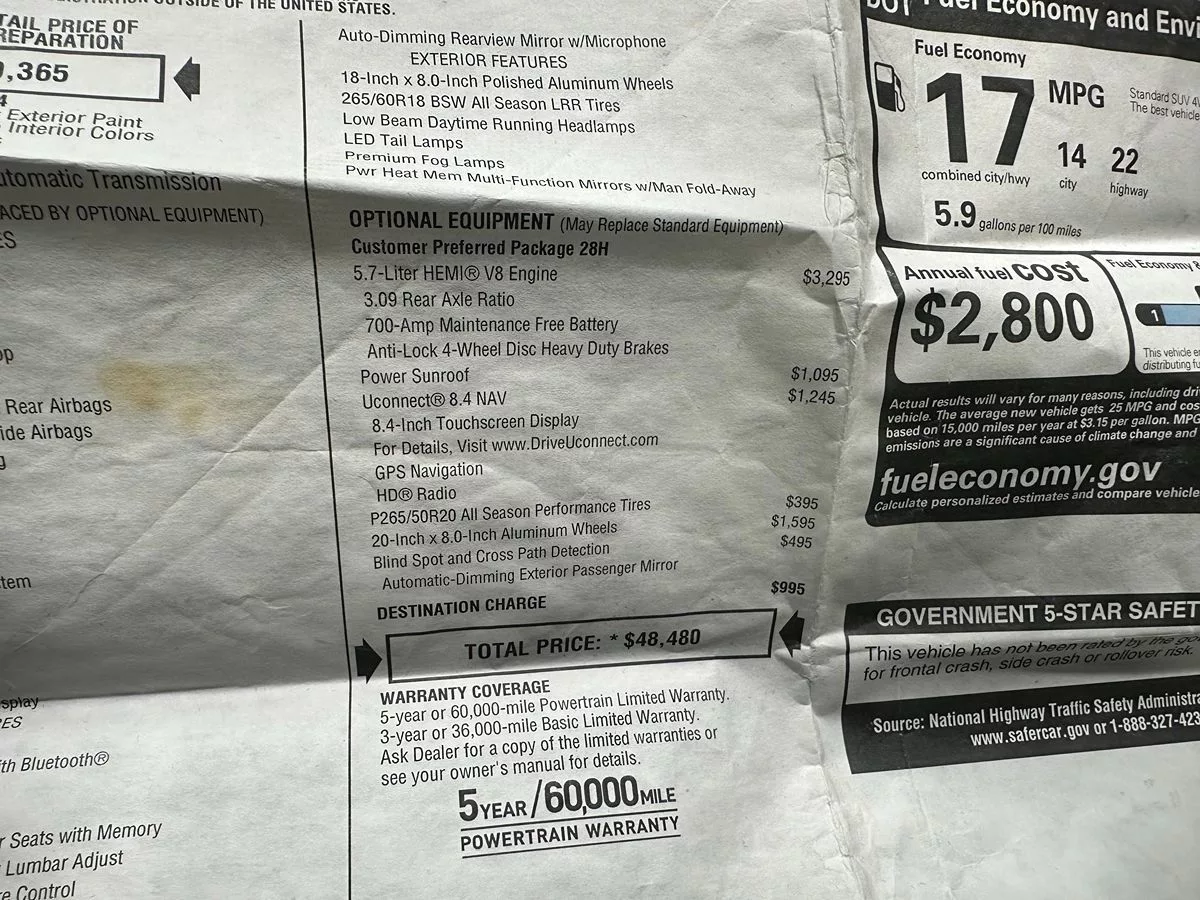 OUTSIDE OF THE UNITED STATES.
TAIL PRICE OF
REPARATION
,365
4
Exterior Paint
Interior Colors
utomatic Transmission
ACED BY OPTIONAL EQUIPMENT)
ES
op
Rear Airbags
ide Airbags
g
tem
splay
ES
th Bluetooth®
r Seats with Memory
Lumbar Adjust
e Control
Auto-Dimming Rearview Mirror w/Microphone
EXTERIOR FEATURES
18-Inch x 8.0-Inch Polished Aluminum Wheels
265/60R18 BSW All Season LRR Tires
Low Beam Daytime Running Headlamps
LED Tail Lamps
Premium Fog Lamps
Pwr Heat Mem Multi-Function Mirrors w/Man Fold-Away
OPTIONAL EQUIPMENT (May Replace Standard Equipment)
Customer Preferred Package 28H
5.7-Liter HEMI® V8 Engine $3,295
3.09 Rear Axle Ratio
700-Amp Maintenance Free Battery
Anti-Lock 4-Wheel Disc Heavy Duty Brakes
Power Sunroof $1,095
Uconnect® 8.4 NAV $1,245
8.4-Inch Touchscreen Display
For Details, Visit www.DriveUconnect.com
GPS Navigation
HD® Radio
P265/50R20 All Season Performance Tires $395
20-Inch x 8.0-Inch Aluminum Wheels $1,595
Blind Spot and Cross Path Detection $495
Automatic-Dimming Exterior Passenger Mirror
DESTINATION CHARGE $995
TOTAL PRICE: * $48,480
WARRANTY COVERAGE
5-year or 60,000-mile Powertrain Limited Warranty.
3-year or 36,000-mile Basic Limited Warranty.
Ask Dealer for a copy of the limited warranties or
see your owner's manual for details.
5 YEAR/60,000 MILE
POWERTRAIN WARRANTY
DOT Fuel Economy and Envi
Fuel Economy
17 MPG
Standard SUV 4W
The best vehicle
14 22
combined city/hwy city highway
5.9 gallons per 100 miles
Annual fuel cost
$2,800
Fuel Economy &
1
This vehicle e
distributing fu
Actual results will vary for many reasons, including dri
vehicle. The average new vehicle gets 25 MPG and cos
based on 15,000 miles per year at $3.15 per gallon. MPG
emissions are a significant cause of climate change and
fueleconomy.gov
Calculate personalized estimates and compare vehicle
GOVERNMENT 5-STAR SAFET
This vehicle has not been rated by the go
for frontal crash, side crash or rollover risk.
Source: National Highway Traffic Safety Administra
www.safercar.gov or 1-888-327-423